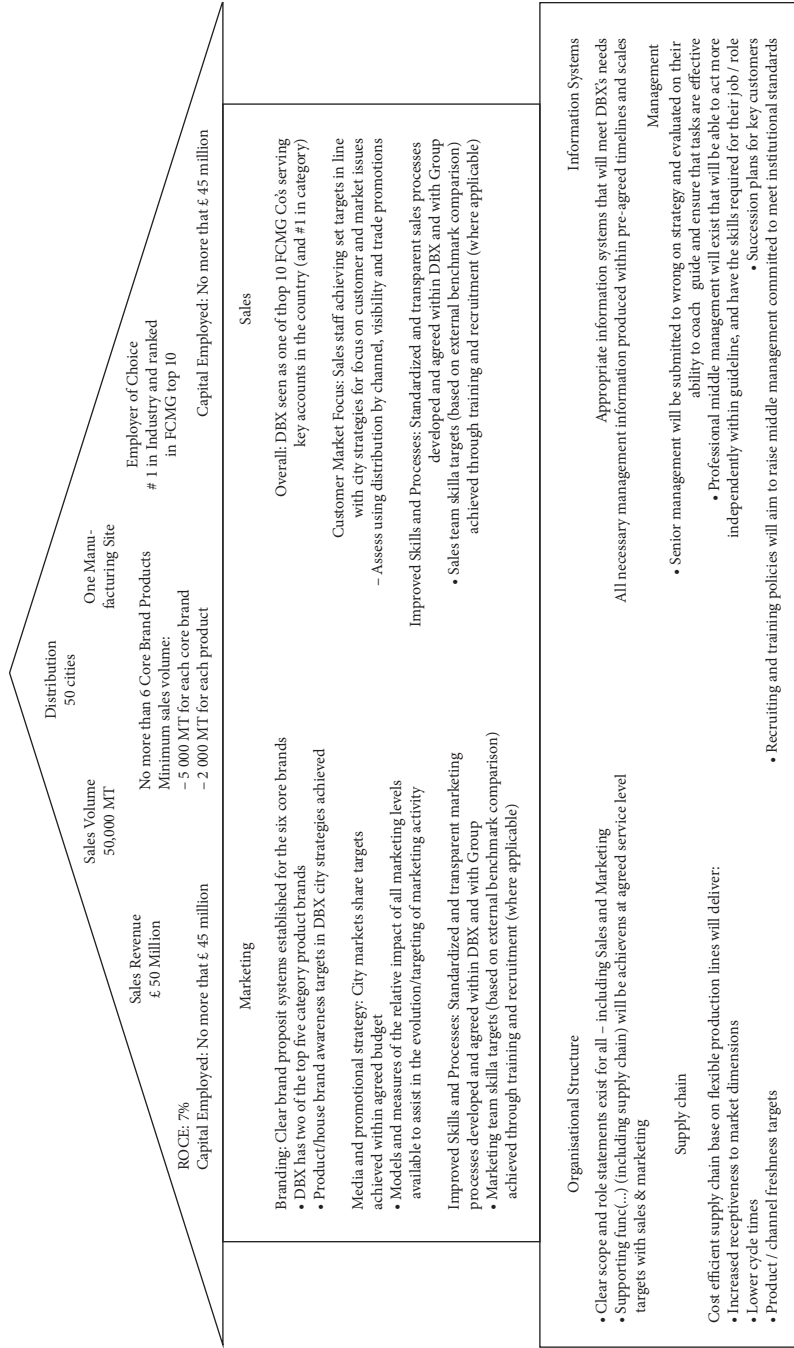 Distribution
50 cities
Sales Volume
50,000 MT
One Manu-
facturing Site
Sales Revenue
£ 50 Million
No more than 6 Core Brand Products
Minimum sales volume:
– 5 000 MT for each core brand
– 2 000 MT for each product
Employer of Choice
# 1 in Industry and ranked
in FCMG top 10
ROCE: 7%
Capital Employed: No more that £ 45 million
Capital Employed: No more that £ 45 million
Marketing
Branding: Clear brand proposit systems established for the six core brands
• DBX has two of the top five category product brands
• Product/house brand awareness targets in DBX city strategies achieved
Media and promotional strategy: City markets share targets
achieved within agreed budget
• Models and measures of the relative impact of all marketing levels
available to assist in the evolution/targeting of marketing activity
Improved Skills and Processes: Standardized and transparent marketing
processes developed and agreed within DBX and with Group
• Marketing team skilla targets (based on external benchmark comparison)
achieved through training and recruitment (where applicable)
Sales
Overall: DBX seen as one of thop 10 FCMG Co's serving
key accounts in the country (and #1 in category)
Customer Market Focus: Sales staff achieving set targets in line
with city strategies for focus on customer and market issues
– Assess using distribution by channel, visibility and trade promotions
Improved Skills and Processes: Standardized and transparent sales processes
developed and agreed within DBX and with Group
• Sales team skilla targets (based on external benchmark comparison)
achieved through training and recruitment (where applicable)
Organisational Structure
• Clear scope and role statements exist for all – including Sales and Marketing
• Supporting func(...) (including supply chain) will be achievens at agreed service level
targets with sales & marketing
Supply chain
Cost efficient supply chain base on flexible production lines will deliver:
• Increased receptiveness to market dimensions
• Lower cycle times
• Product / channel freshness targets
Information Systems
Appropriate information systems that will meet DBX's needs
All necessary management information produced within pre-agreed timelines and scales
Management
• Senior management will be submitted to wrong on strategy and evaluated on their
ability to coach guide and ensure that tasks are effective
• Professional middle management will exist that will be able to act more
independently within guideline, and have the skills required for their job / role
• Succession plans for key customers
• Recruiting and training policies will aim to raise middle management committed to meet institutional standards